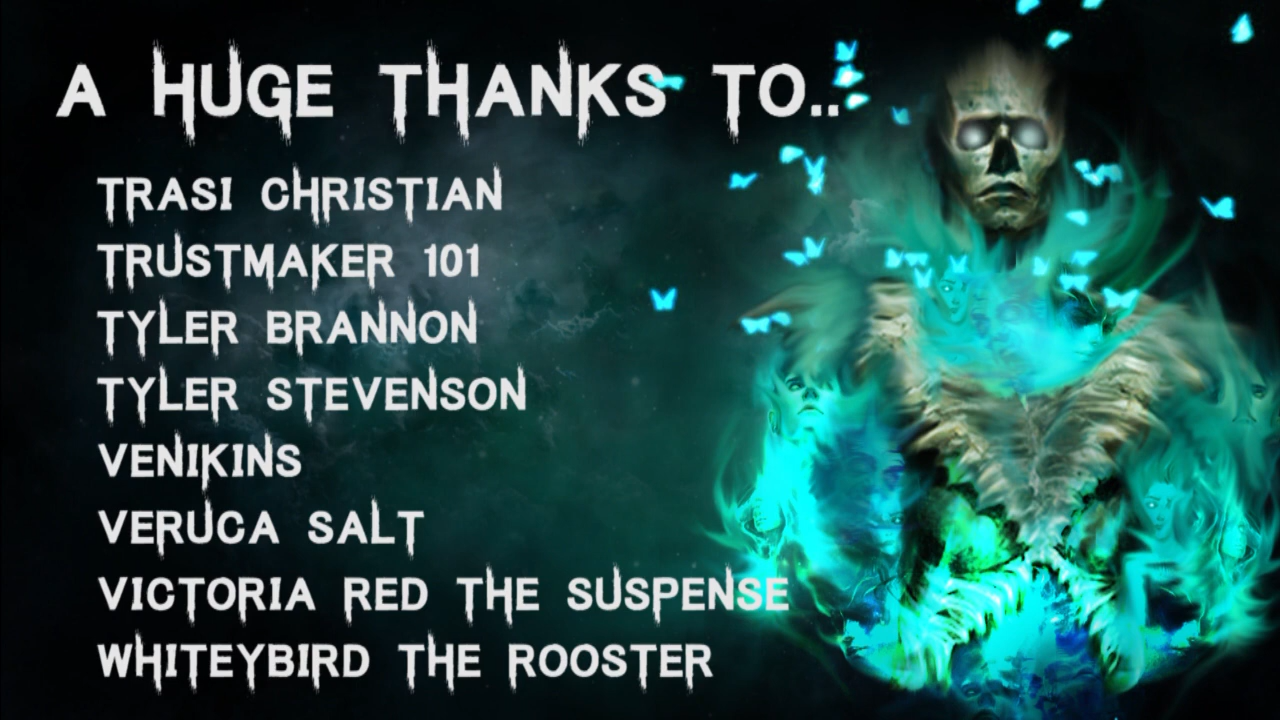 A HUGE THANKS TO..
TRASI CHRISTIAN
TRUSTMAKER 101
TYLER BRANNON
TYLER STEVENSON
VENIKINS
VERUCA SALT
VICTORIA RED THE SUSPENSE
WHITEYBIRD THE ROOSTER